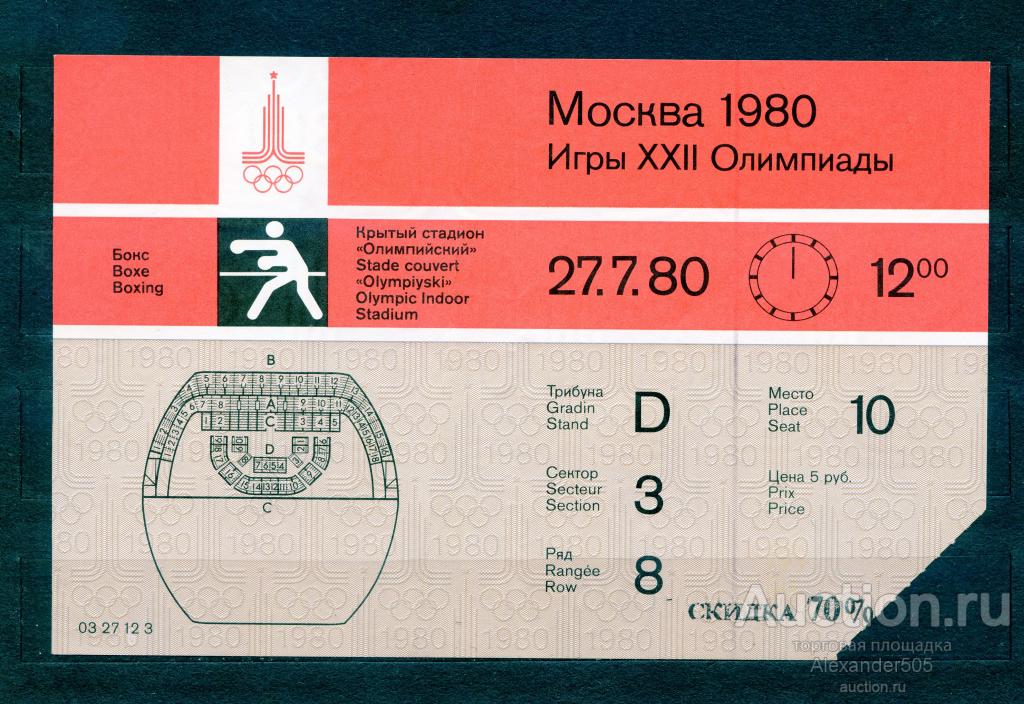 Москва 1980
Игры XXII Олимпиады
Бокс
Boxe
Boxing
Крытый стадион
«Олимпийский»
Stade couvert
«Olympiyski»
Olympic Indoor
Stadium
27.7.80
12⁰⁰
B
A
C
D
C
Трибуна
Gradin
Stand
D
Место
Place
Seat
10
Сектор
Secteur
Section
3
Цена 5 руб.
Prix
Price
Ряд
Rangée
Row
8
СКИДКА 70%
03 27 12 3
Auction.ru
торговая площадка
Alexander505
auction.ru